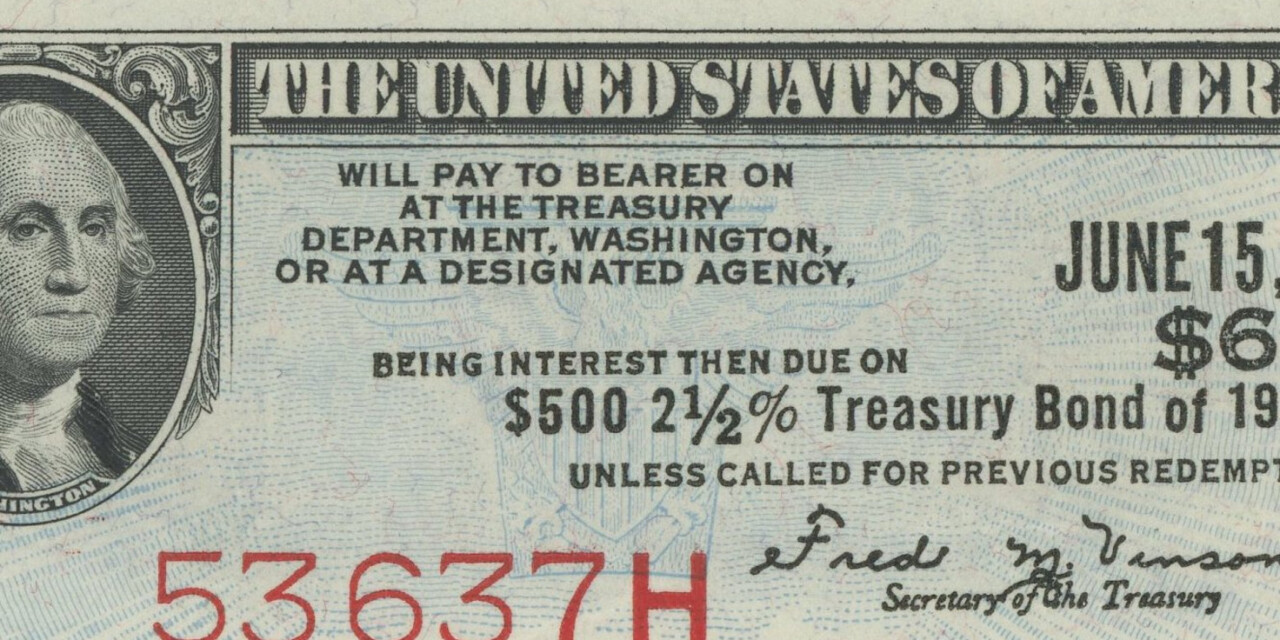 THE UNITED STATES OF AMER
WILL PAY TO BEARER ON
AT THE TREASURY
DEPARTMENT, WASHINGTON,
OR AT A DESIGNATED AGENCY,
JUNE 15,
$6
BEING INTEREST THEN DUE ON
$500 2½% Treasury Bond of 19
UNLESS CALLED FOR PREVIOUS REDEMPT
HINGTON
53637H
Fred M. Vinson
Secretary of the Treasury